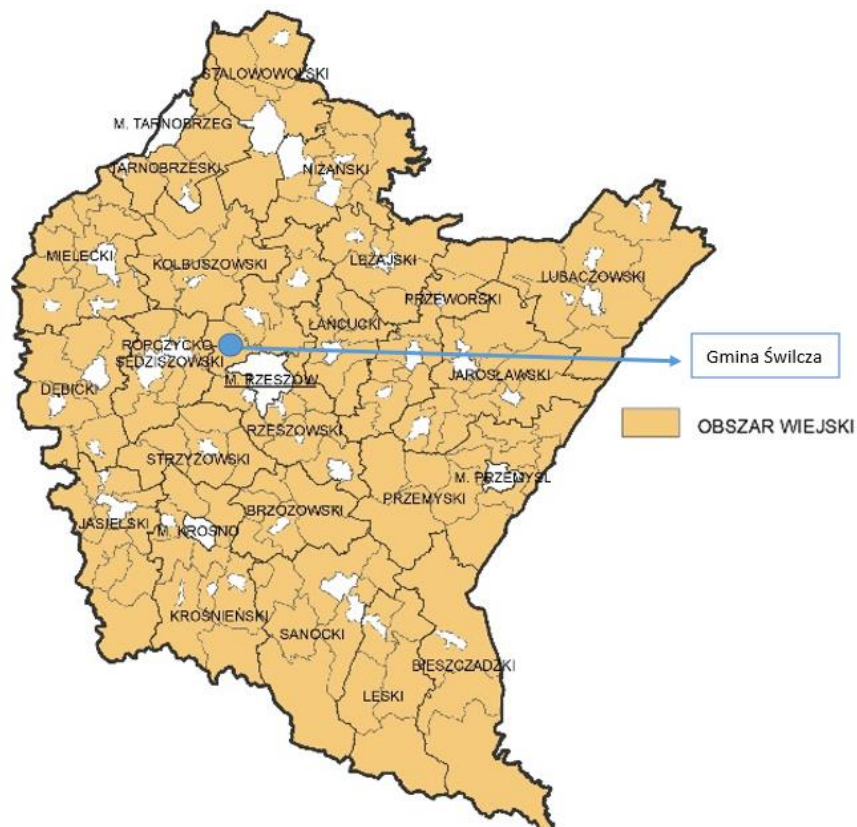 STALOWOWOLSKI
M. TARNOBRZEG
TARNOBRZESKI
NIŻAŃSKI
MIELECKI
KOLBUSZOWSKI
LEŻAJSKI
LUBACZOWSKI
PRZEWORSKI
ŁAŃCUCKI
ROPCZYCKO
SĘDZISZOWSKI
Gmina Świlcza
JAROSŁAWSKI
DĘBICKI
M. RZESZÓW
OBSZAR WIEJSKI
RZESZOWSKI
STRZYŻOWSKI
M. PRZEMYŚL
PRZEMYSKI
BRZOZOWSKI
JASIELSKI
M. KROSNO
KROŚNIEŃSKI
SANOCKI
BIESZCZADZKI
LESKI